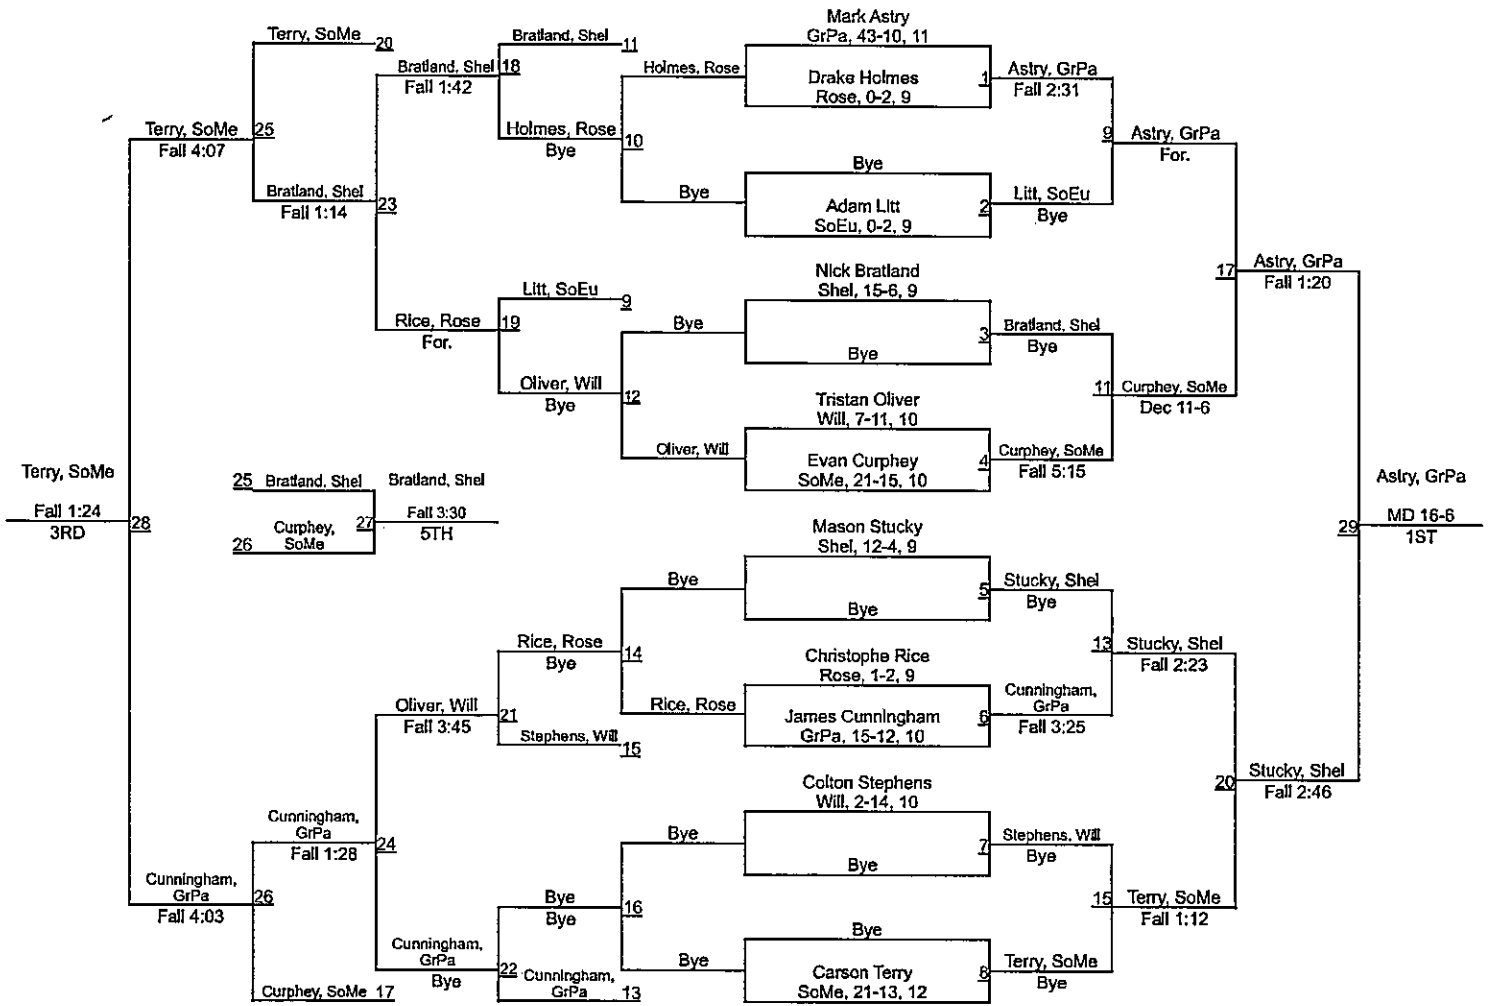 Mark Astry
GrPa, 43-10, 11
Drake Holmes
Rose, 0-2, 9
1
Bye
Adam Litt
SoEu, 0-2, 9
2
Nick Bratland
Shel, 15-6, 9
3
Bye
Tristan Oliver
Will, 7-11, 10
Evan Curphey
SoMe, 21-15, 10
4
Mason Stucky
Shel, 12-4, 9
5
Bye
Christophe Rice
Rose, 1-2, 9
James Cunningham
GrPa, 15-12, 10
6
Colton Stephens
Will, 2-14, 10
7
Bye
Bye
Carson Terry
SoMe, 21-13, 12
8
Astry, GrPa
Fall 2:31
Litt, SoEu
Bye
Bratland, Shel
Bye
Curphey, SoMe
Fall 5:15
Stucky, Shel
Bye
Cunningham,
GrPa
Fall 3:25
Stephens, Will
Bye
Terry, SoMe
Bye
9
Astry, GrPa
For.
11
Curphey, SoMe
Dec 11-6
13
Stucky, Shel
Fall 2:23
15
Terry, SoMe
Fall 1:12
17
Astry, GrPa
Fall 1:20
20
Stucky, Shel
Fall 2:46
Astry, GrPa
29
MD 16-6
1ST
Holmes, Rose
10
Bye
Bye
12
Oliver, Will
Bye
14
Rice, Rose
Bye
16
Bye
Bratland, Shel
11
18
Holmes, Rose
Bye
Litt, SoEu
9
19
Oliver, Will
Bye
Rice, Rose
Bye
21
Stephens, Will
15
Bye
Bye
22
Cunningham,
GrPa
13
Bratland, Shel
Fall 1:42
23
Rice, Rose
For.
Oliver, Will
Fall 3:45
24
Cunningham,
GrPa
Bye
Terry, SoMe
20
25
Bratland, Shel
Fall 1:14
Cunningham,
GrPa
Fall 1:28
26
Curphey, SoMe 17
Terry, SoMe
Fall 4:07
Cunningham,
GrPa
Fall 4:03
Terry, SoMe
Fall 1:24
28
3RD
25
Bratland, Shel
Curphey,
SoMe
26
27
Bratland, Shel
Fall 3:30
5TH